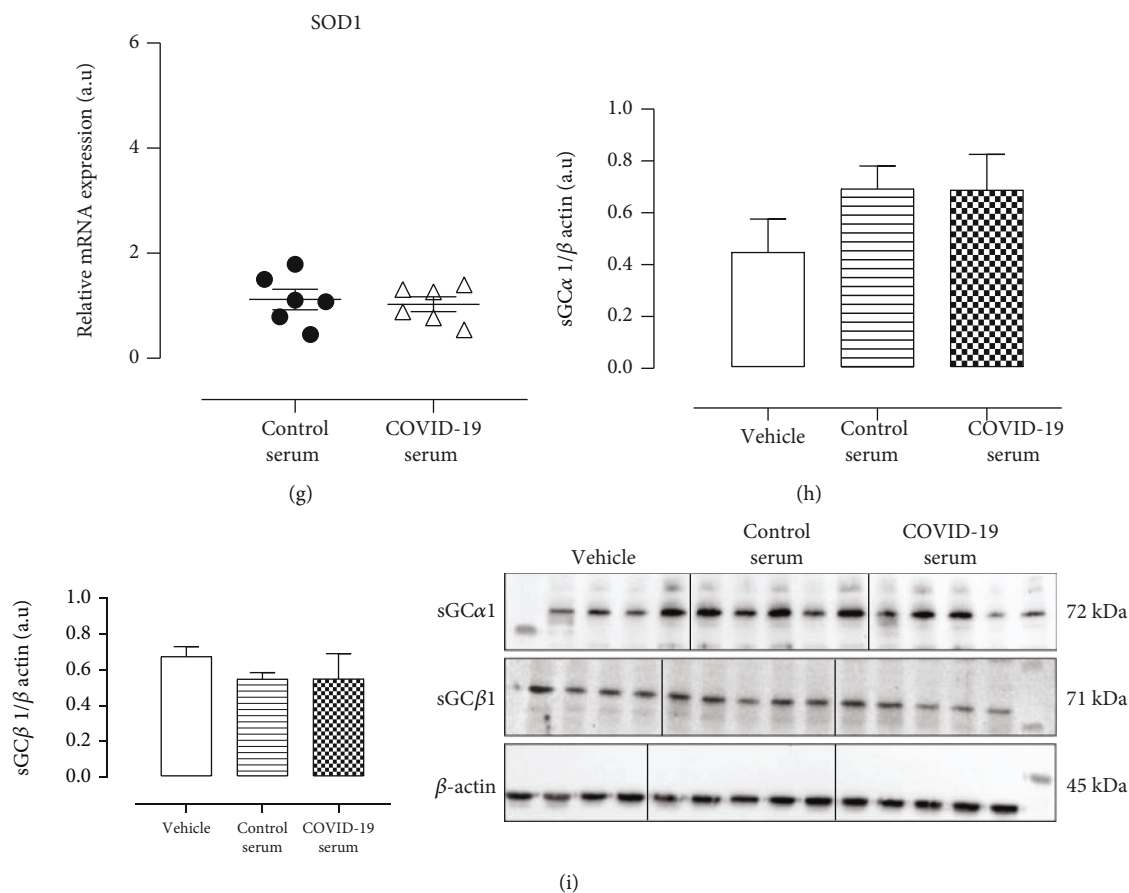 SOD1
Relative mRNA expression (a.u)
6
4
2
0
Control
serum
COVID-19
serum
(g)
sGCα 1/β actin (a.u)
1.0
0.8
0.6
0.4
0.2
0.0
Vehicle
Control
serum
COVID-19
serum
(h)
sGCβ 1/β actin (a.u)
1.0
0.8
0.6
0.4
0.2
0.0
Vehicle
Control
serum
COVID-19
serum
Vehicle
Control
serum
COVID-19
serum
sGCα1
72 kDa
sGCβ1
71 kDa
β-actin
45 kDa
(i)